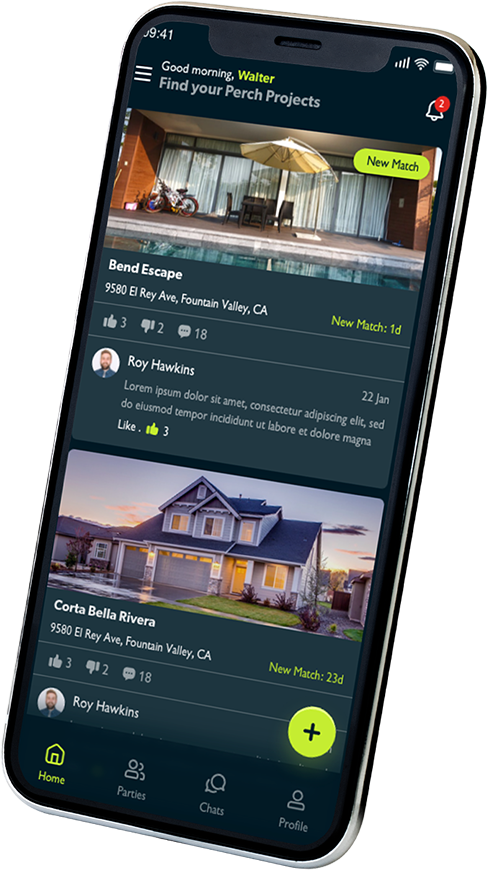 09:41
Good morning, Walter
2
Find your Perch Projects
New Match
Bend Escape
9580 El Rey Ave, Fountain Valley, CA
New Match: 1d
3 2 18
Roy Hawkins
22 Jan
Lorem ipsum dolor sit amet, consectetur adipiscing elit, sed
do eiusmod tempor incididunt ut labore et dolore magna
Like . 3
Corta Bella Rivera
9580 El Rey Ave, Fountain Valley, CA
New Match: 23d
3 2 18
Roy Hawkins
+
Home Parties Chats Profile